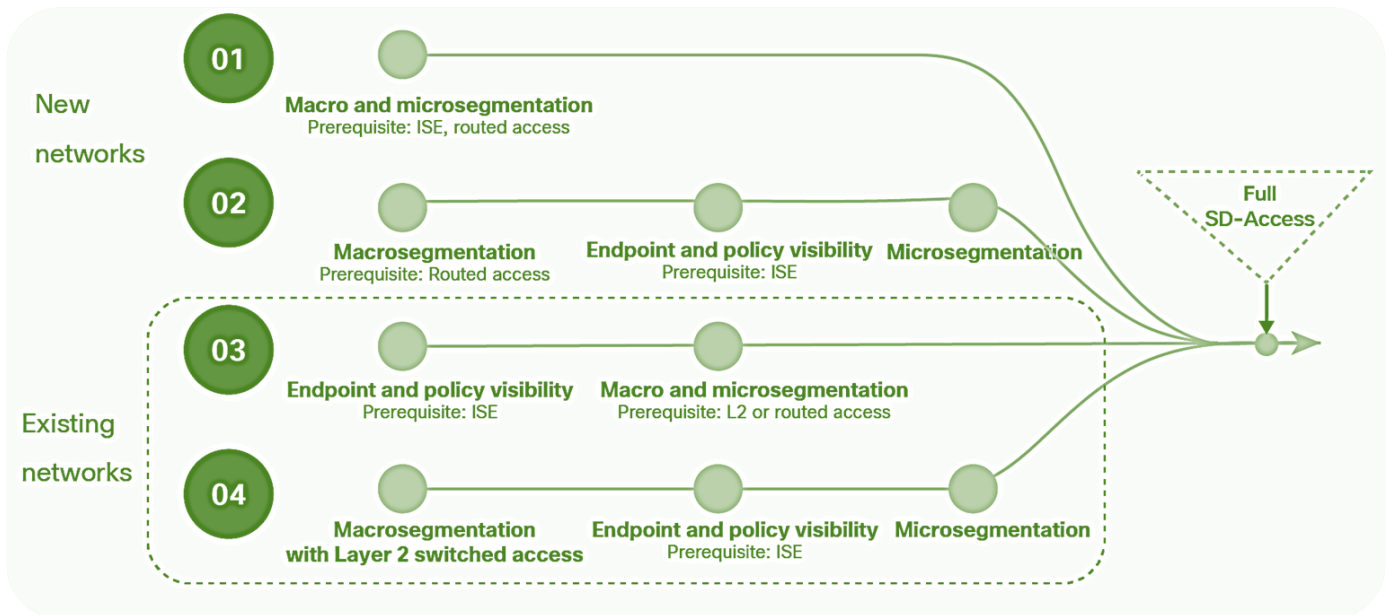 New
networks
01
Macro and microsegmentation
Prerequisite: ISE, routed access
02
Macrosegmentation
Prerequisite: Routed access
Endpoint and policy visibility
Prerequisite: ISE
Microsegmentation
Full
SD-Access
Existing
networks
03
Endpoint and policy visibility
Prerequisite: ISE
Macro and microsegmentation
Prerequisite: L2 or routed access
04
Macrosegmentation
with Layer 2 switched access
Endpoint and policy visibility
Prerequisite: ISE
Microsegmentation